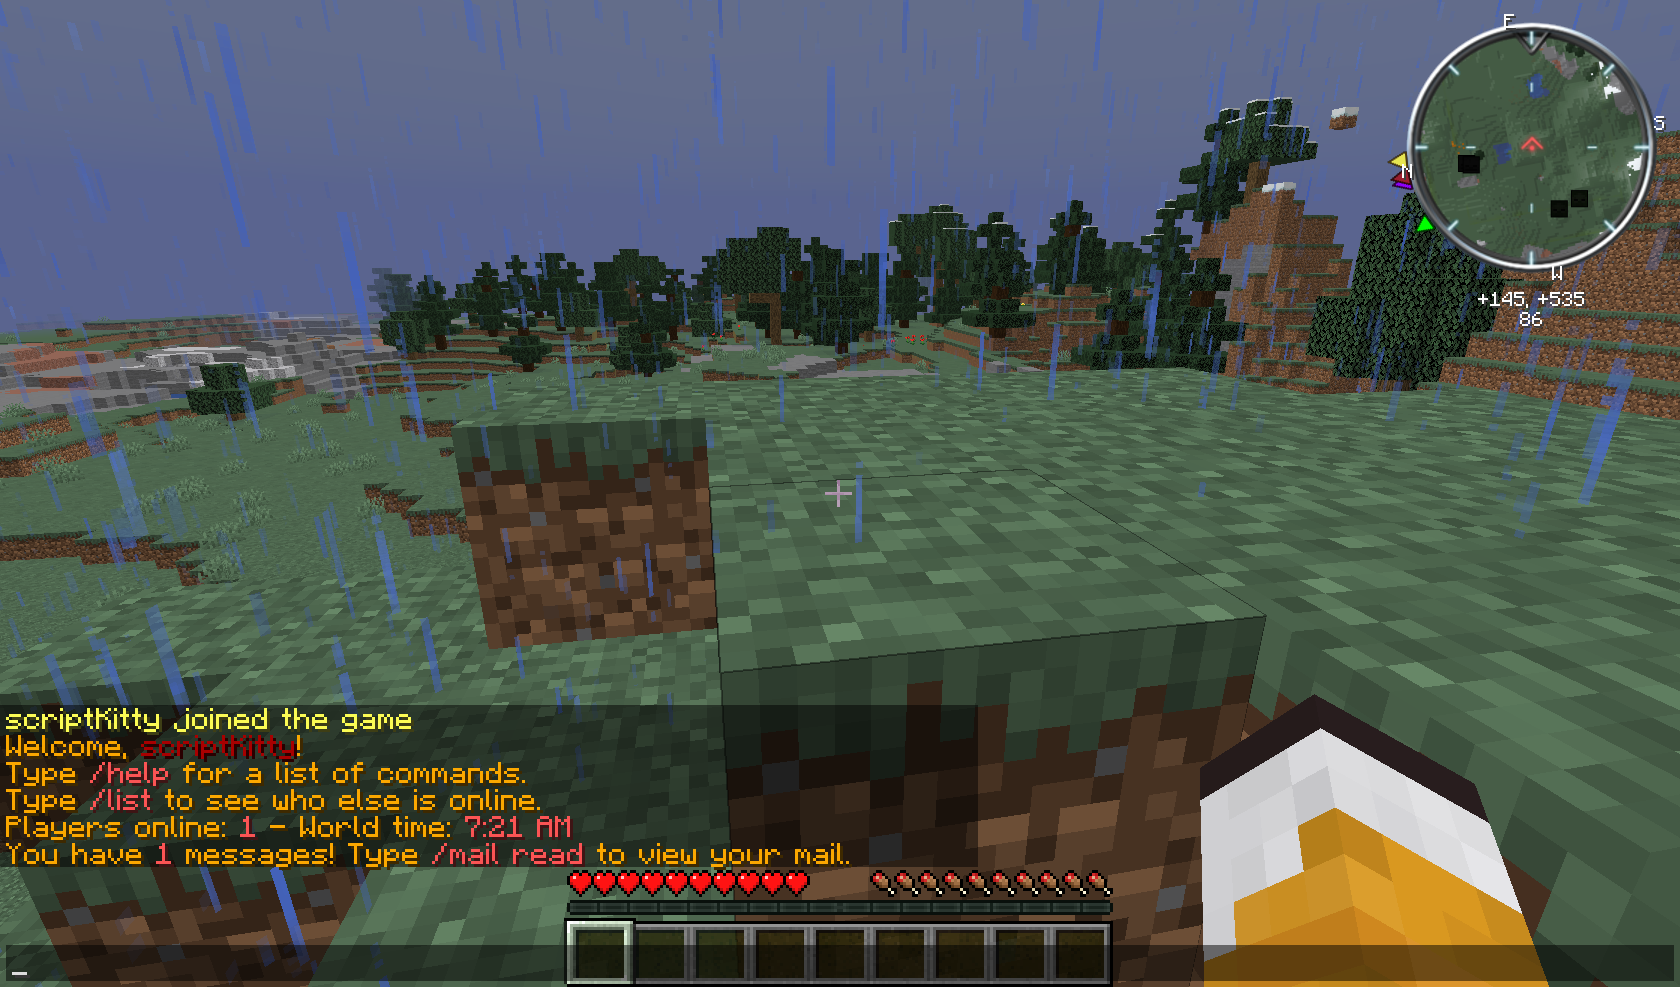 E
S
N
W
+145, +535
86
scriptKitty joined the game
Welcome, scriptKitty!
Type /help for a list of commands.
Type /list to see who else is online.
Players online: 1 - World time: 7:21 AM
You have 1 messages! Type /mail read to view your mail.
_